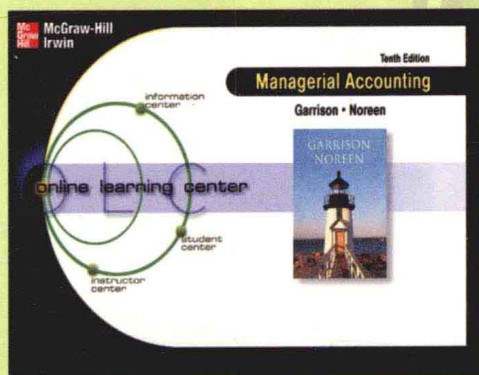 Mc
Graw
Hill
McGraw-Hill
Irwin
Tenth Edition
Managerial Accounting
Garrison • Noreen
information
center
GARRISON
NOREEN
OLC
online learning center
student
center
instructor
center